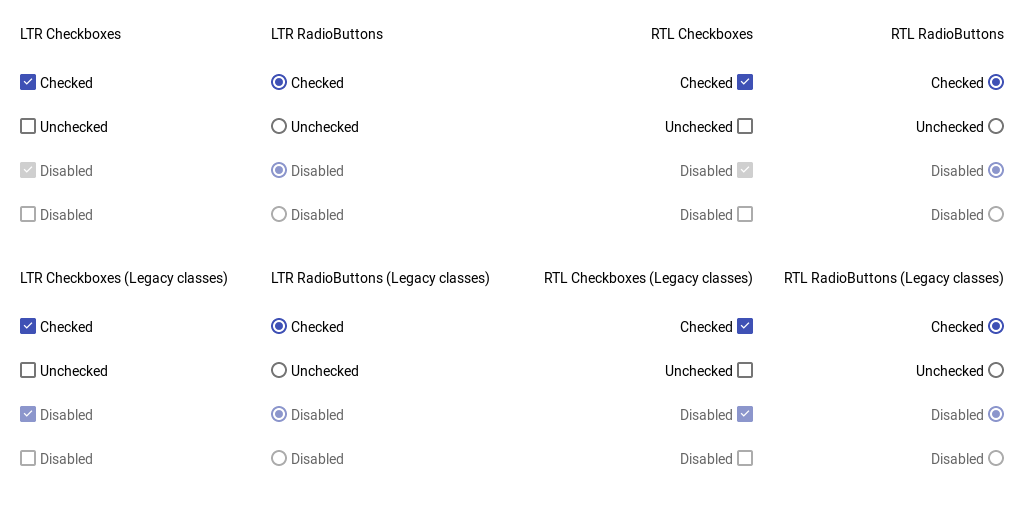 LTR Checkboxes LTR RadioButtons RTL Checkboxes RTL RadioButtons
Checked Checked Checked Checked
Unchecked Unchecked Unchecked Unchecked
Disabled Disabled Disabled Disabled
Disabled Disabled Disabled Disabled
LTR Checkboxes (Legacy classes) LTR RadioButtons (Legacy classes) RTL Checkboxes (Legacy classes) RTL RadioButtons (Legacy classes)
Checked Checked Checked Checked
Unchecked Unchecked Unchecked Unchecked
Disabled Disabled Disabled Disabled
Disabled Disabled Disabled Disabled